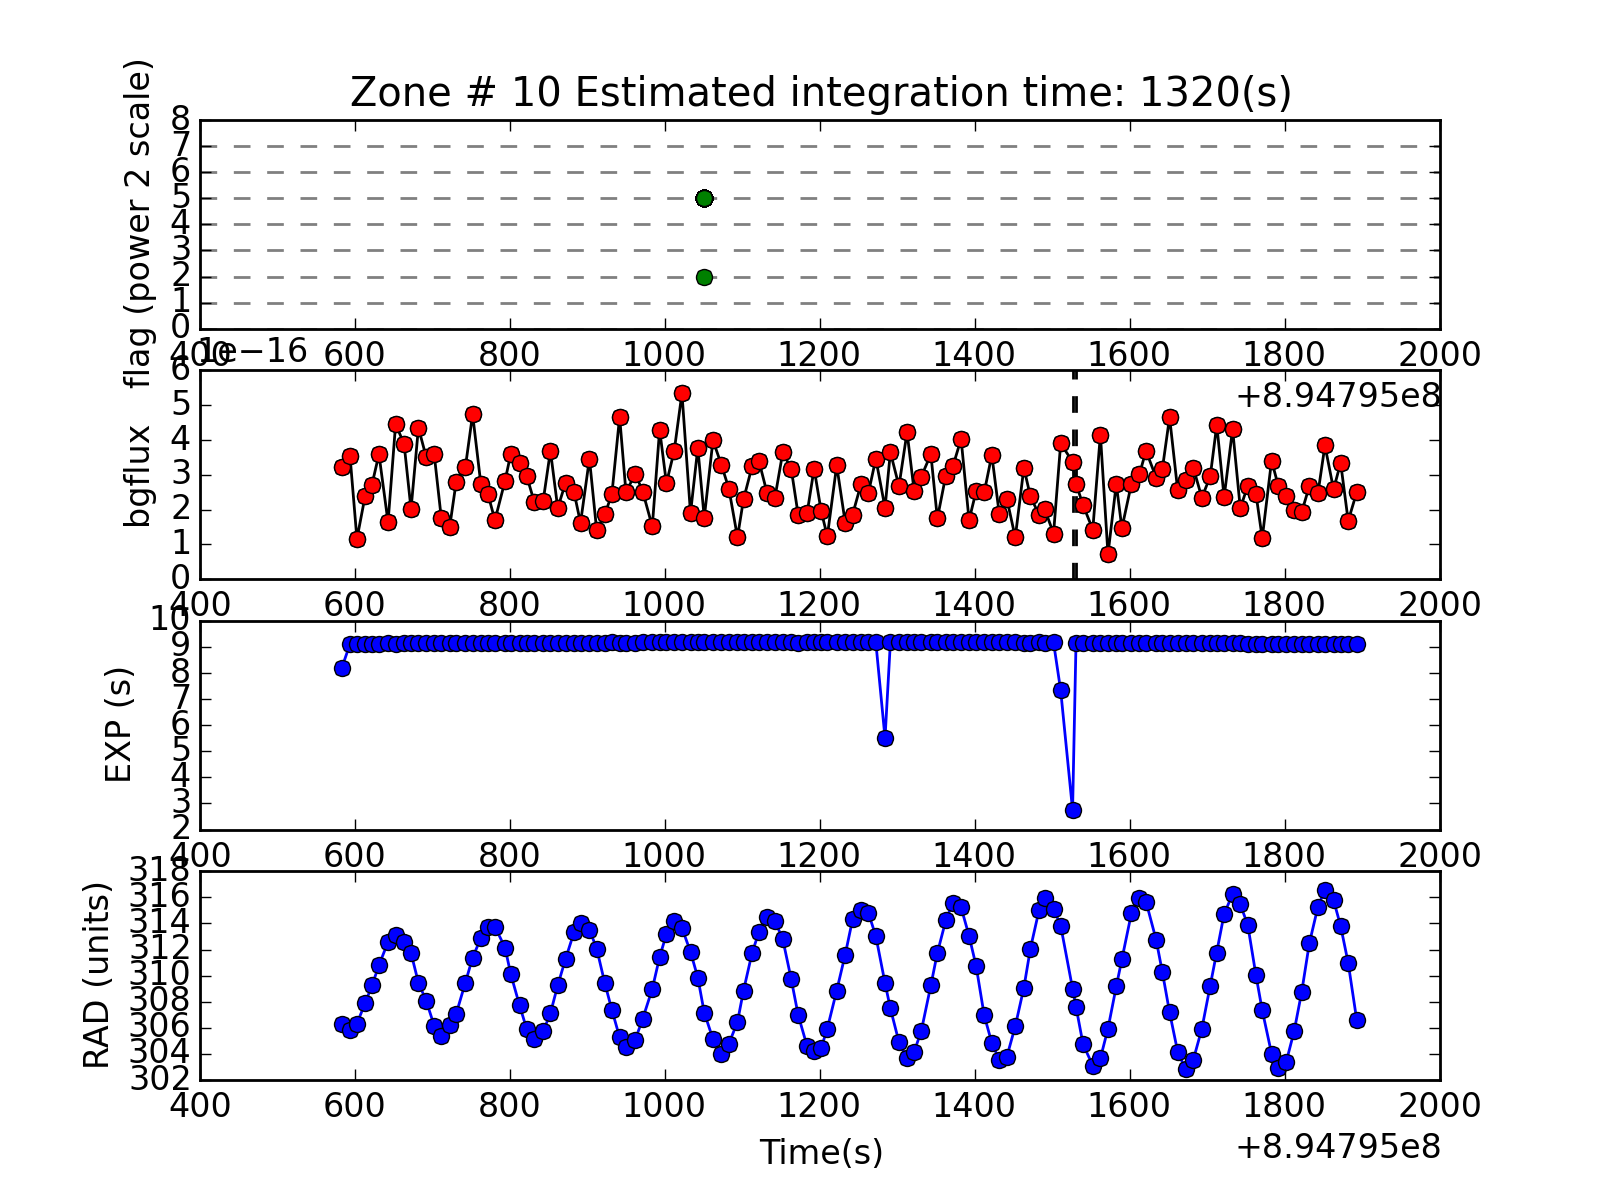 Zone # 10 Estimated integration time: 1320(s)
flag (power 2 scale)
8
7
6
5
4
3
2
1
0
400 600 800 1000 1200 1400 1600 1800 2000
1e−16
+8.94795e8
bgflux
6
5
4
3
2
1
0
400 600 800 1000 1200 1400 1600 1800 2000
EXP (s)
10
9
8
7
6
5
4
3
2
400 600 800 1000 1200 1400 1600 1800 2000
RAD (units)
318
316
314
312
310
308
306
304
302
400 600 800 1000 1200 1400 1600 1800 2000
Time(s)
+8.94795e8